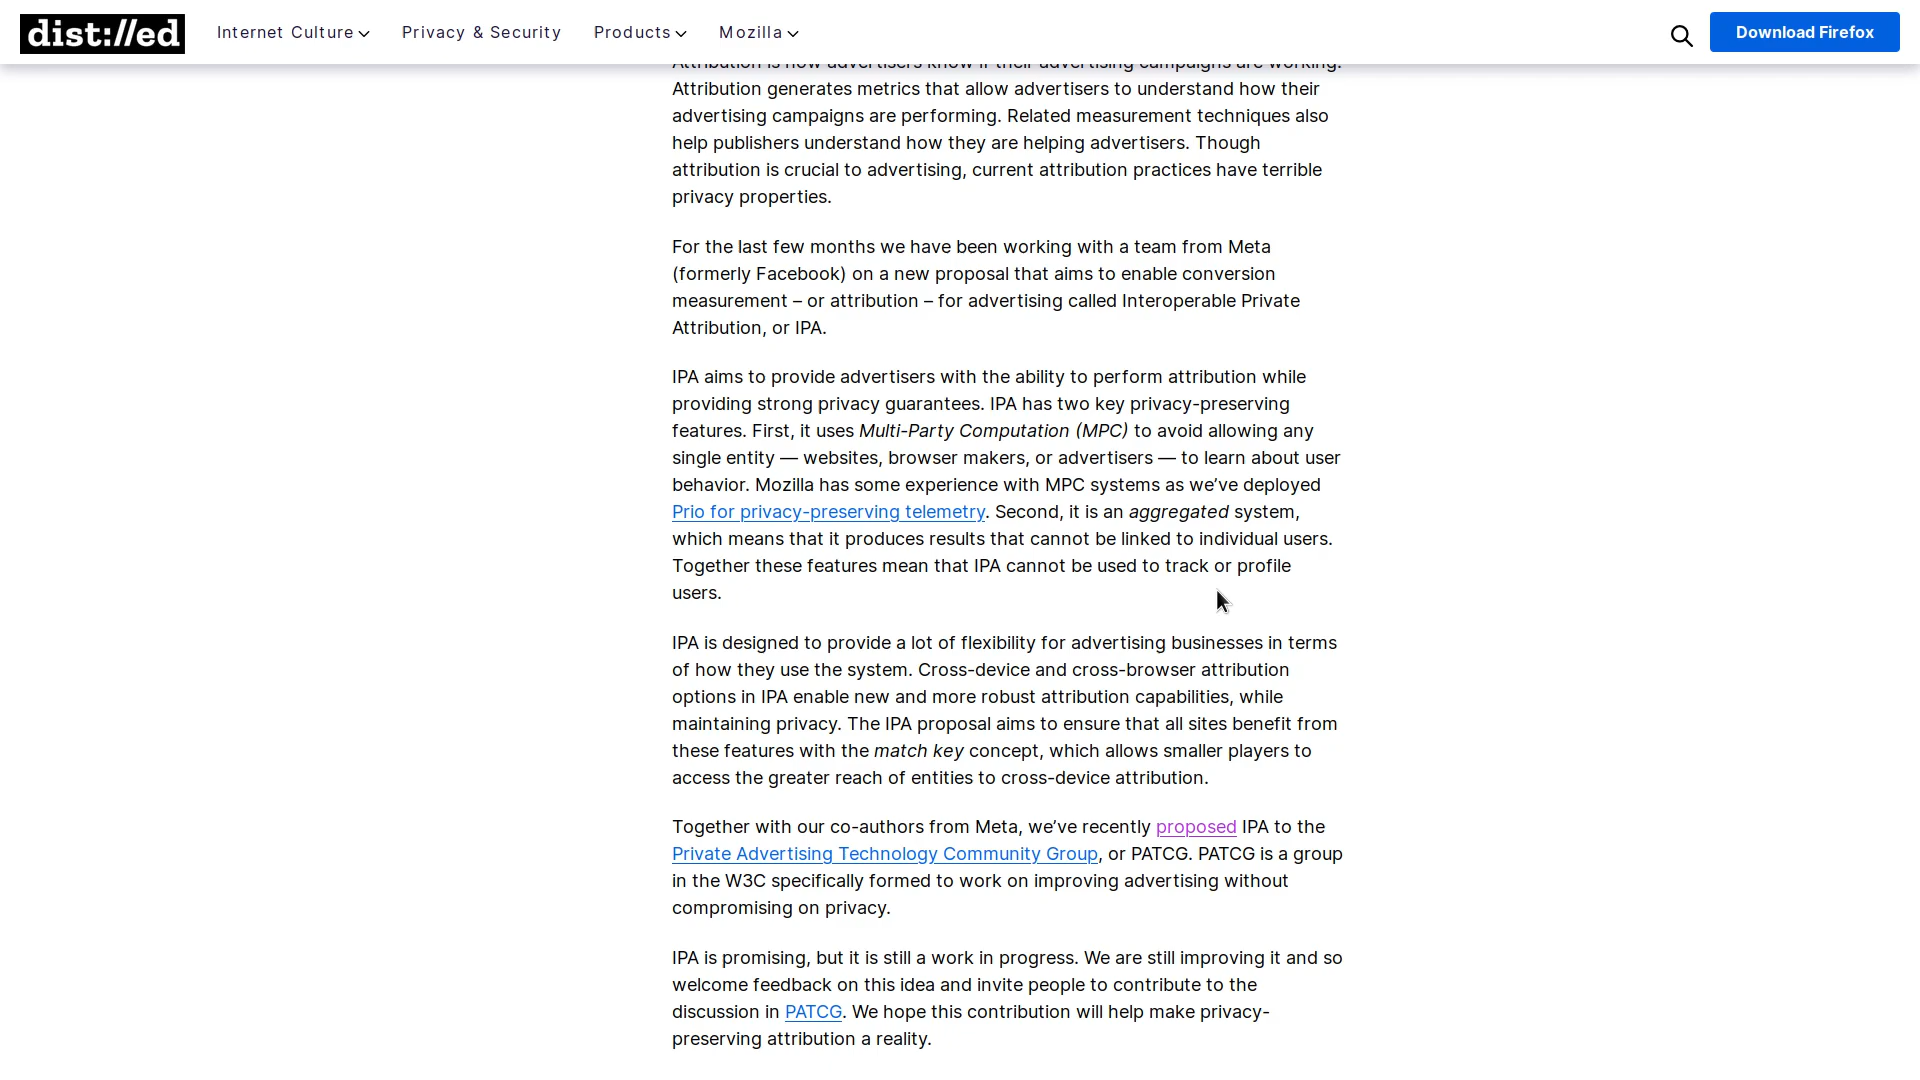 dist://ed
Internet Culture
Privacy & Security
Products
Mozilla
Download Firefox
Attribution is how advertisers know if their advertising campaigns are working.
Attribution generates metrics that allow advertisers to understand how their
advertising campaigns are performing. Related measurement techniques also
help publishers understand how they are helping advertisers. Though
attribution is crucial to advertising, current attribution practices have terrible
privacy properties.
For the last few months we have been working with a team from Meta
(formerly Facebook) on a new proposal that aims to enable conversion
measurement – or attribution – for advertising called Interoperable Private
Attribution, or IPA.
IPA aims to provide advertisers with the ability to perform attribution while
providing strong privacy guarantees. IPA has two key privacy-preserving
features. First, it uses Multi-Party Computation (MPC) to avoid allowing any
single entity — websites, browser makers, or advertisers — to learn about user
behavior. Mozilla has some experience with MPC systems as we’ve deployed
Prio for privacy-preserving telemetry. Second, it is an aggregated system,
which means that it produces results that cannot be linked to individual users.
Together these features mean that IPA cannot be used to track or profile
users.
IPA is designed to provide a lot of flexibility for advertising businesses in terms
of how they use the system. Cross-device and cross-browser attribution
options in IPA enable new and more robust attribution capabilities, while
maintaining privacy. The IPA proposal aims to ensure that all sites benefit from
these features with the match key concept, which allows smaller players to
access the greater reach of entities to cross-device attribution.
Together with our co-authors from Meta, we’ve recently proposed IPA to the
Private Advertising Technology Community Group, or PATCG. PATCG is a group
in the W3C specifically formed to work on improving advertising without
compromising on privacy.
IPA is promising, but it is still a work in progress. We are still improving it and so
welcome feedback on this idea and invite people to contribute to the
discussion in PATCG. We hope this contribution will help make privacy-
preserving attribution a reality.